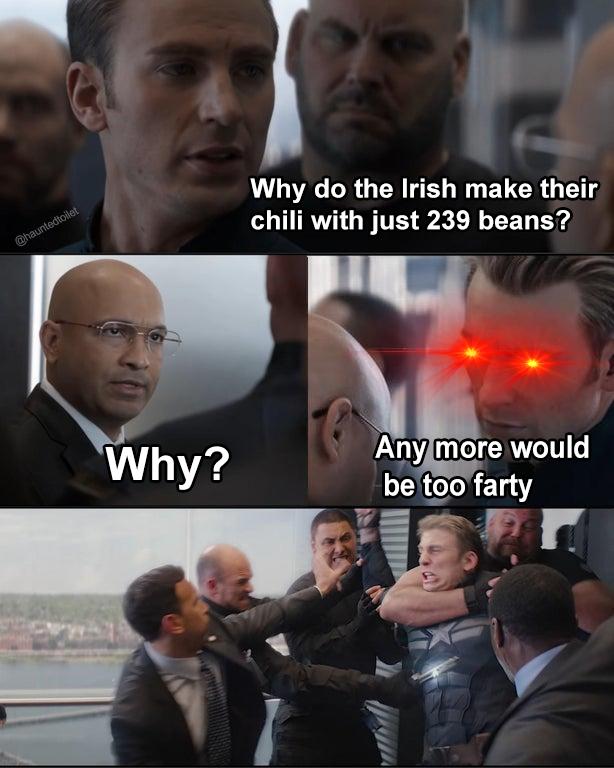 Why do the Irish make their
chili with just 239 beans?
@hauntedtoilet
Why?
Any more would
be too farty